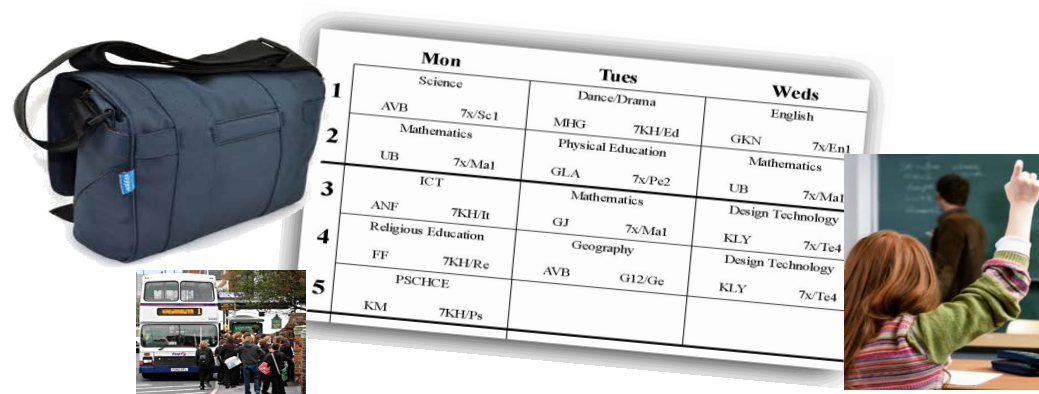 Mon Tues Weds
1 Science Dance/Drama English
AVB 7x/Sc1 MHG 7KH/Ed GKN 7x/En1
2 Mathematics Physical Education Mathematics
UB 7x/Ma1 GLA 7x/Pe2 UB 7x/Ma1
3 ICT Mathematics Design Technology
ANF 7KH/It GJ 7x/Ma1 KLY 7x/Te4
4 Religious Education Geography Design Technology
FF 7KH/Re AVB G12/Ge KLY 7x/Te4
5 PSCHCE
KM 7KH/Ps
1
First